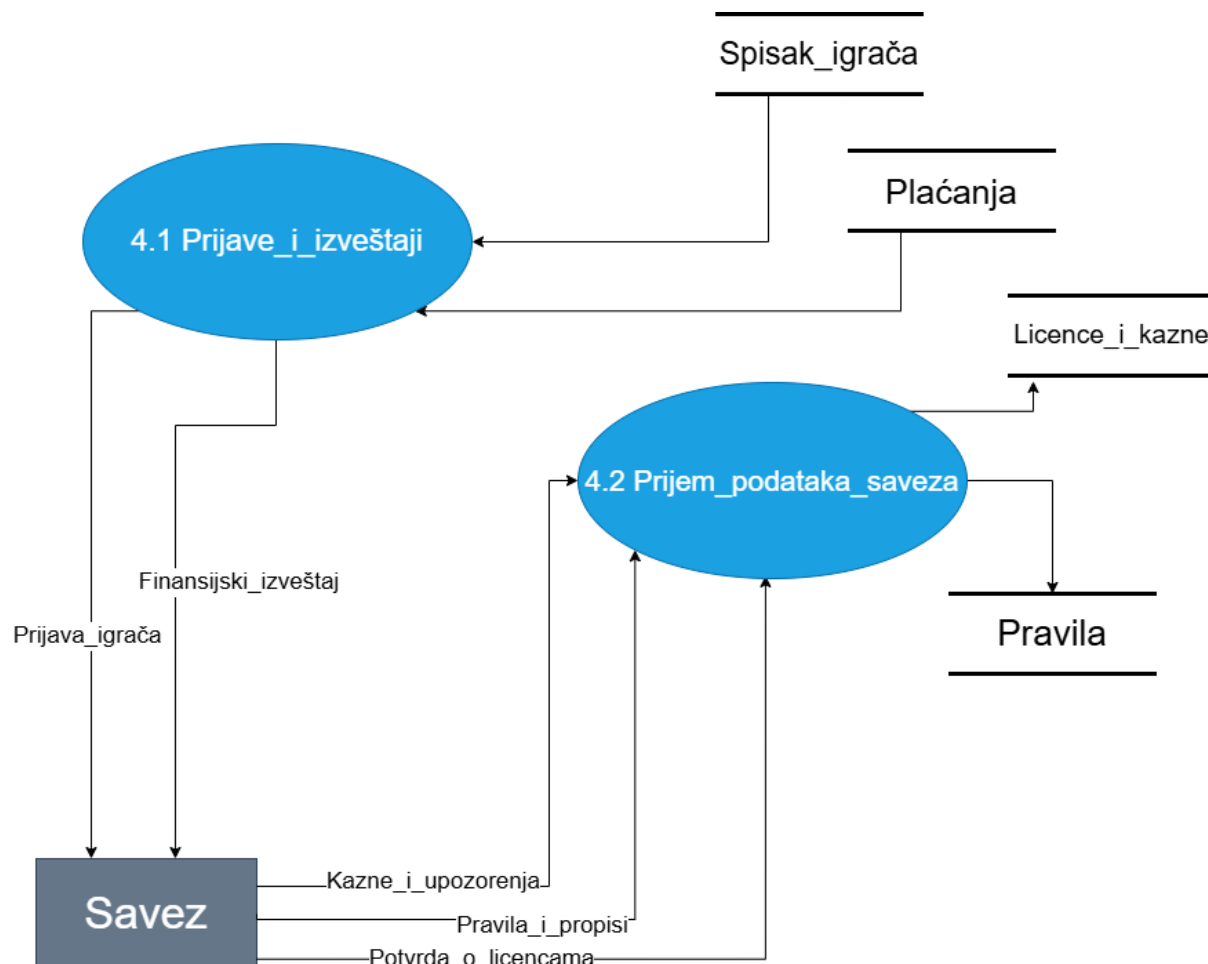 Spisak_igrača
Plaćanja
4.1 Prijave_i_izveštaji
Licence_i_kazne
4.2 Prijem_podataka_saveza
Finansijski_izveštaj
Prijava_igrača
Pravila
Kazne_i_upozorenja
Savez
Pravila_i_propisi
Potvrda_o_licencama